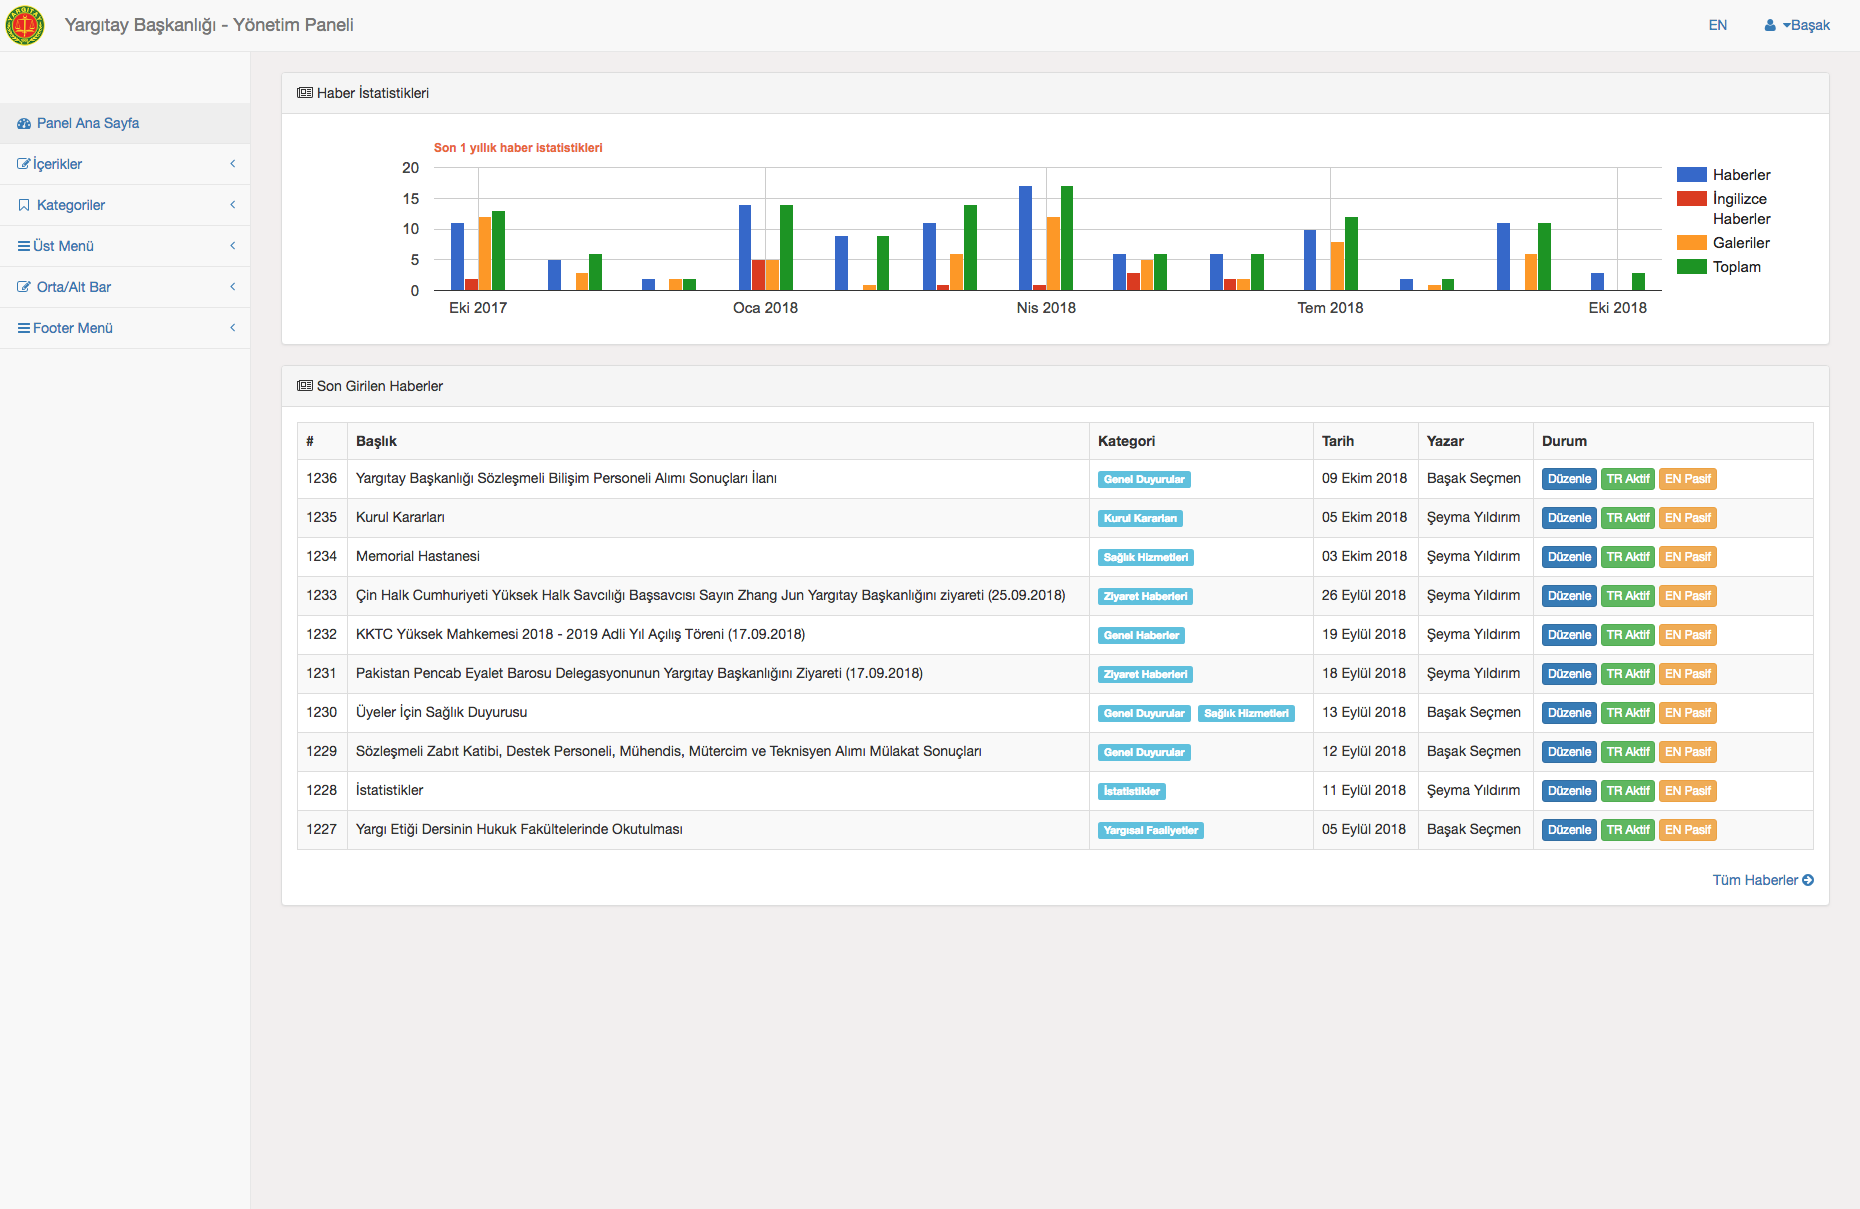 YARGITAY
Yargıtay Başkanlığı - Yönetim Paneli
EN
Başak
Panel Ana Sayfa
İçerikler
Kategoriler
Üst Menü
Orta/Alt Bar
Footer Menü
Haber İstatistikleri
Son 1 yıllık haber istatistikleri
20
15
10
5
0
Eki 2017 Oca 2018 Nis 2018 Tem 2018 Eki 2018
Haberler
İngilizce
Haberler
Galeriler
Toplam
Son Girilen Haberler
# Başlık Kategori Tarih Yazar Durum
1236 Yargıtay Başkanlığı Sözleşmeli Bilişim Personeli Alımı Sonuçları İlanı Genel Duyurular 09 Ekim 2018 Başak Seçmen Düzenle TR Aktif EN Pasif
1235 Kurul Kararları Kurul Kararları 05 Ekim 2018 Şeyma Yıldırım Düzenle TR Aktif EN Pasif
1234 Memorial Hastanesi Sağlık Hizmetleri 03 Ekim 2018 Şeyma Yıldırım Düzenle TR Aktif EN Pasif
1233 Çin Halk Cumhuriyeti Yüksek Halk Savcılığı Başsavcısı Sayın Zhang Jun Yargıtay Başkanlığını ziyareti (25.09.2018) Ziyaret Haberleri 26 Eylül 2018 Şeyma Yıldırım Düzenle TR Aktif EN Pasif
1232 KKTC Yüksek Mahkemesi 2018 - 2019 Adli Yıl Açılış Töreni (17.09.2018) Genel Haberler 19 Eylül 2018 Şeyma Yıldırım Düzenle TR Aktif EN Pasif
1231 Pakistan Pencab Eyalet Barosu Delegasyonunun Yargıtay Başkanlığını Ziyareti (17.09.2018) Ziyaret Haberleri 18 Eylül 2018 Şeyma Yıldırım Düzenle TR Aktif EN Pasif
1230 Üyeler İçin Sağlık Duyurusu Genel Duyurular Sağlık Hizmetleri 13 Eylül 2018 Başak Seçmen Düzenle TR Aktif EN Pasif
1229 Sözleşmeli Zabıt Katibi, Destek Personeli, Mühendis, Mütercim ve Teknisyen Alımı Mülakat Sonuçları Genel Duyurular 12 Eylül 2018 Başak Seçmen Düzenle TR Aktif EN Pasif
1228 İstatistikler İstatistikler 11 Eylül 2018 Şeyma Yıldırım Düzenle TR Aktif EN Pasif
1227 Yargı Etiği Dersinin Hukuk Fakültelerinde Okutulması Yargısal Faaliyetler 05 Eylül 2018 Başak Seçmen Düzenle TR Aktif EN Pasif
Tüm Haberler